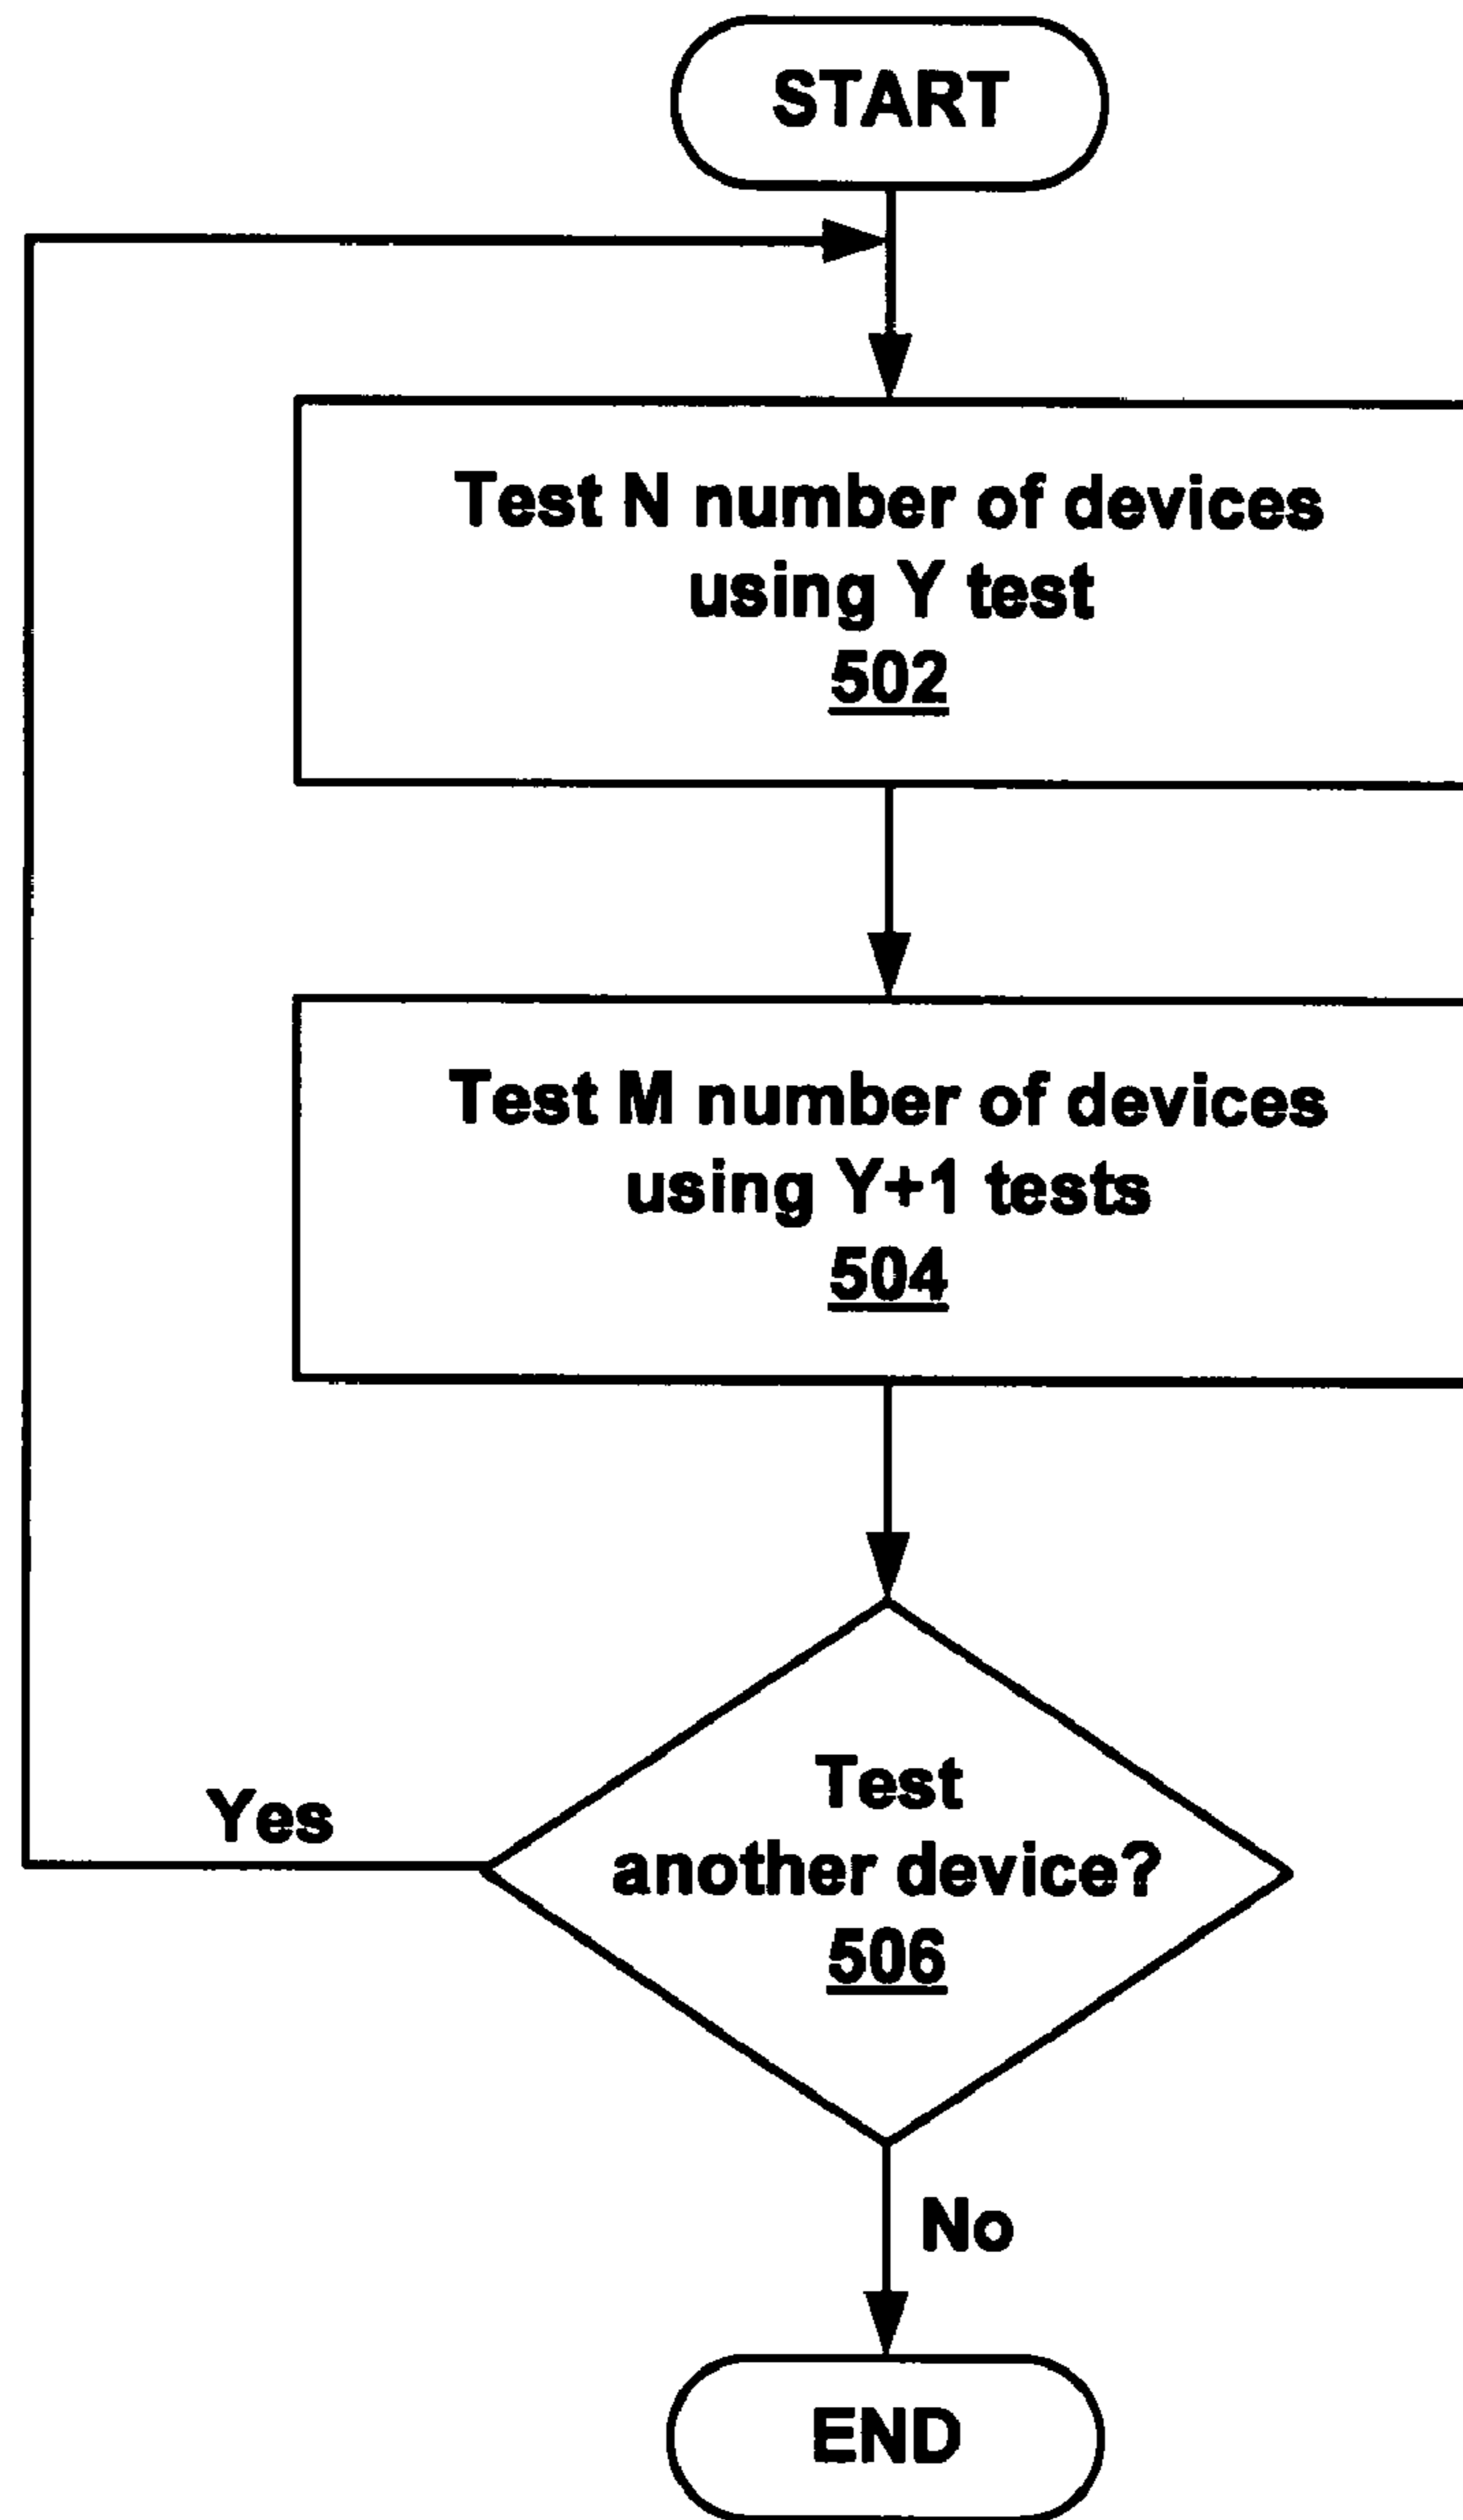 START
Test N number of devices
using Y test
502
Test M number of devices
using Y+1 tests
504
Test
another device?
506
Yes
No
END